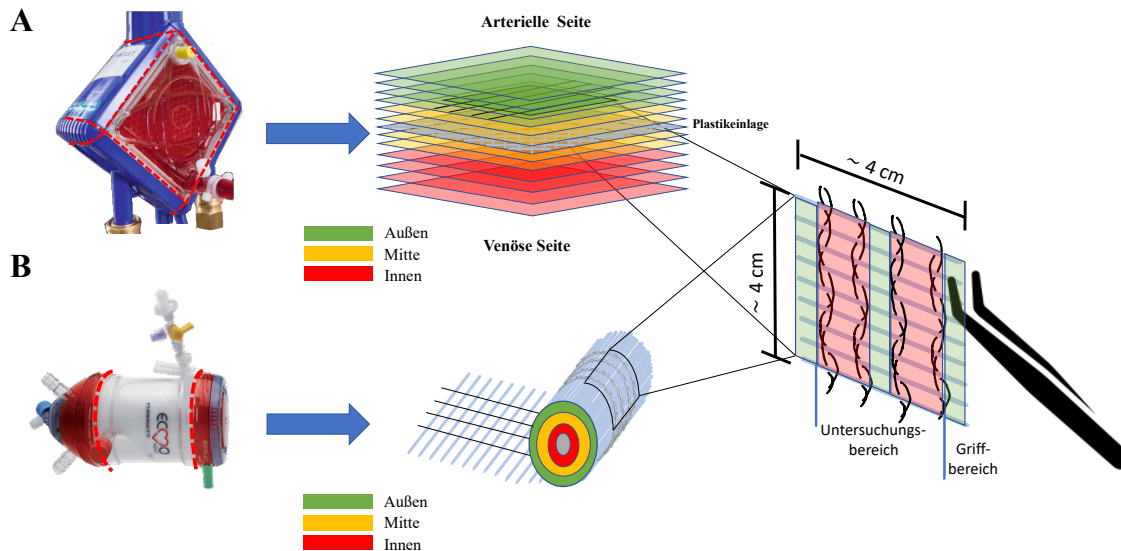 A
Arterielle Seite
Plastikeinlage
~ 4 cm
~ 4 cm
Venöse Seite
Außen
Mitte
Innen
B
ECMO
Untersuchungs-
bereich
Griff-
bereich
Außen
Mitte
Innen